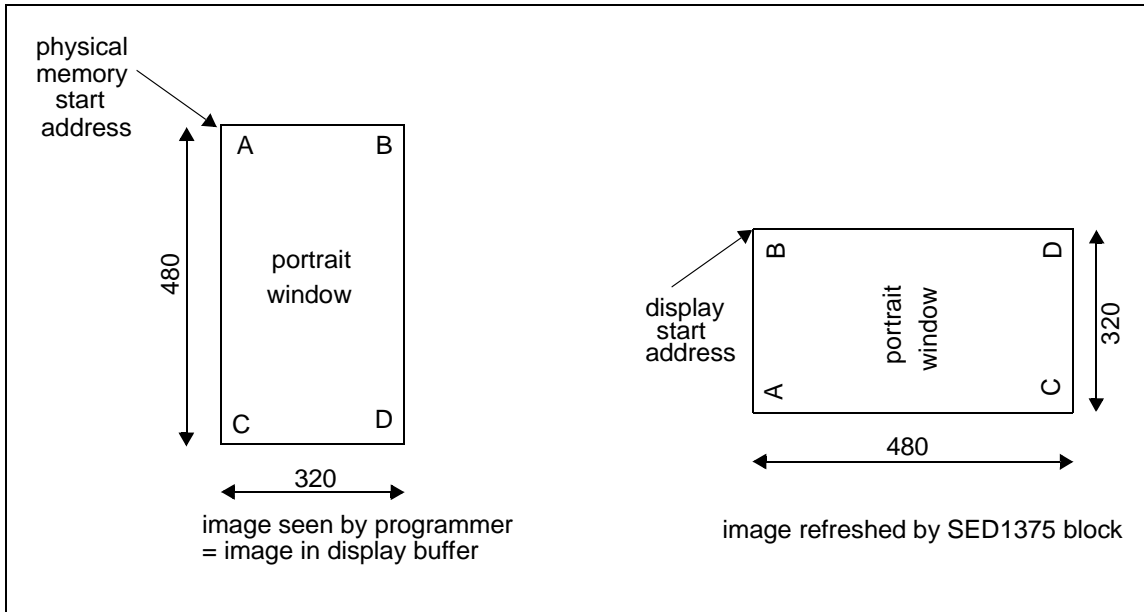 physical
memory
start
address
A
B
portrait
window
480
C
D
320
image seen by programmer
= image in display buffer
display
start
address
B
D
portrait
window
A
C
320
480
image refreshed by SED1375 block